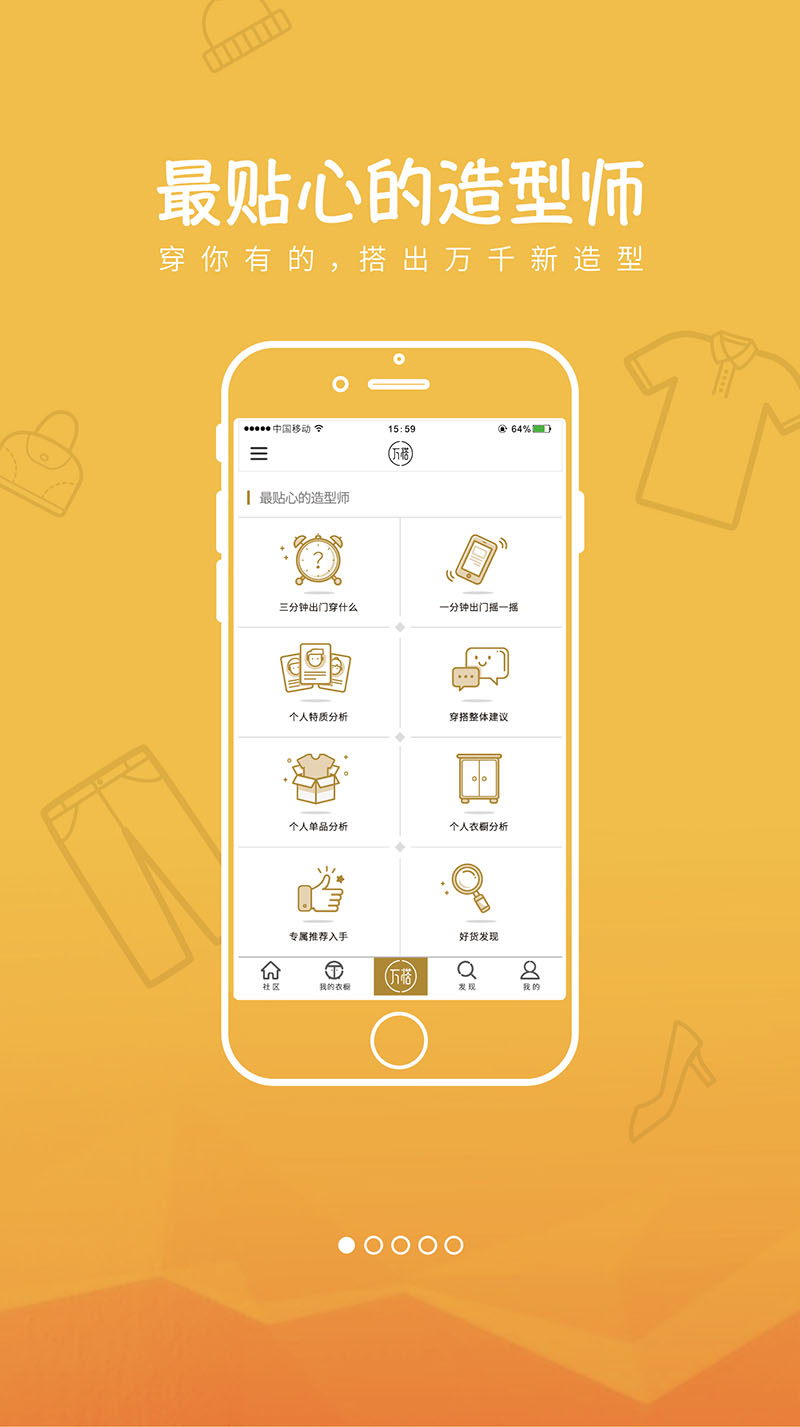 最贴心的造型师
穿你有的,搭出万千新造型
中国移动 15:59 64%
万搭
最贴心的造型师
?
三分钟出门穿什么 一分钟出门摇一摇
个人特质分析 穿搭整体建议
个人单品分析 个人衣橱分析
专属推荐入手 好货发现
万搭
社区 我的衣橱 发现 我的